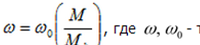 ω = ω₀(M/M), где ω, ω₀ - т